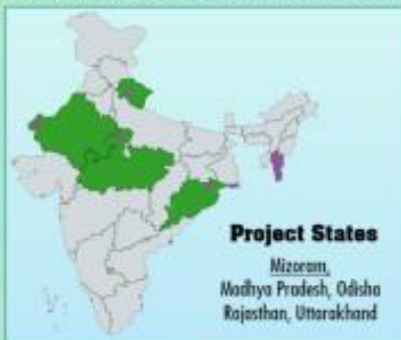 Project States
Mizoram,
Madhya Pradesh, Odisha
Rajasthan, Uttarakhand